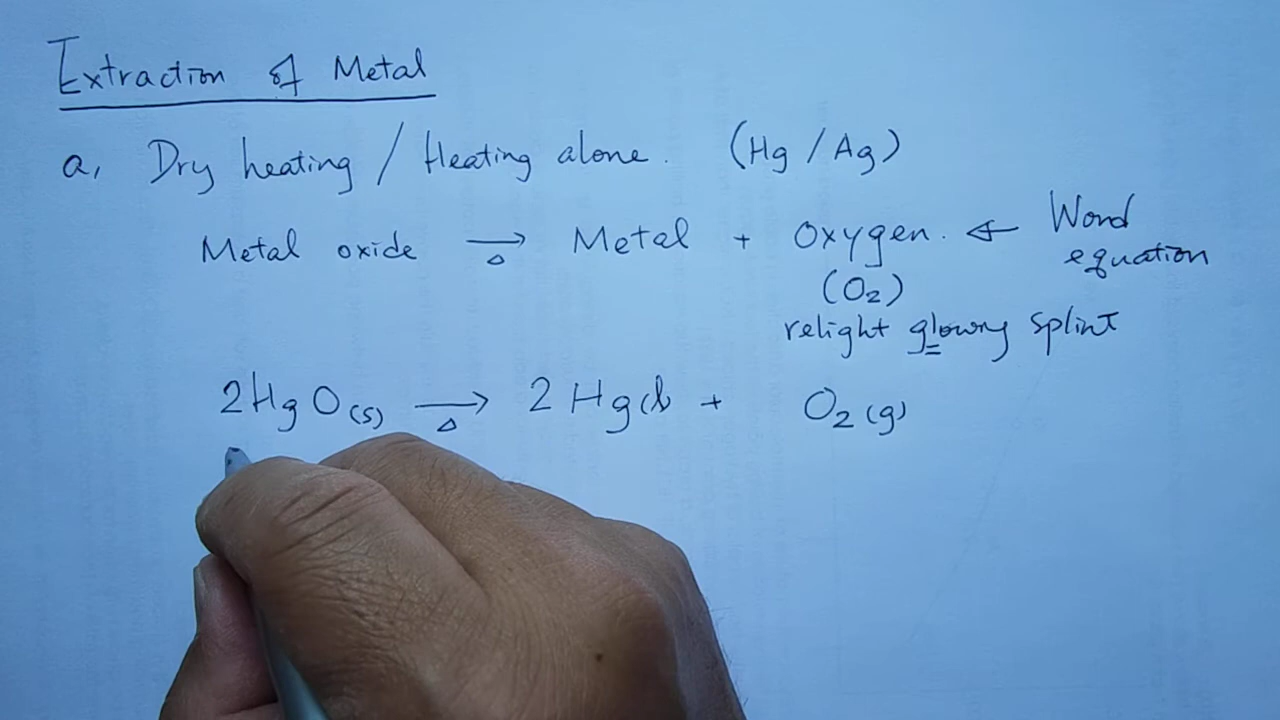 Extraction of Metal
a, Dry heating / Heating alone. (Hg / Ag)
Metal oxide →Δ Metal + Oxygen. ← Word equation
(O₂)
relight glowing splint
2HgO(s) →Δ 2Hg(l) + O₂(g)